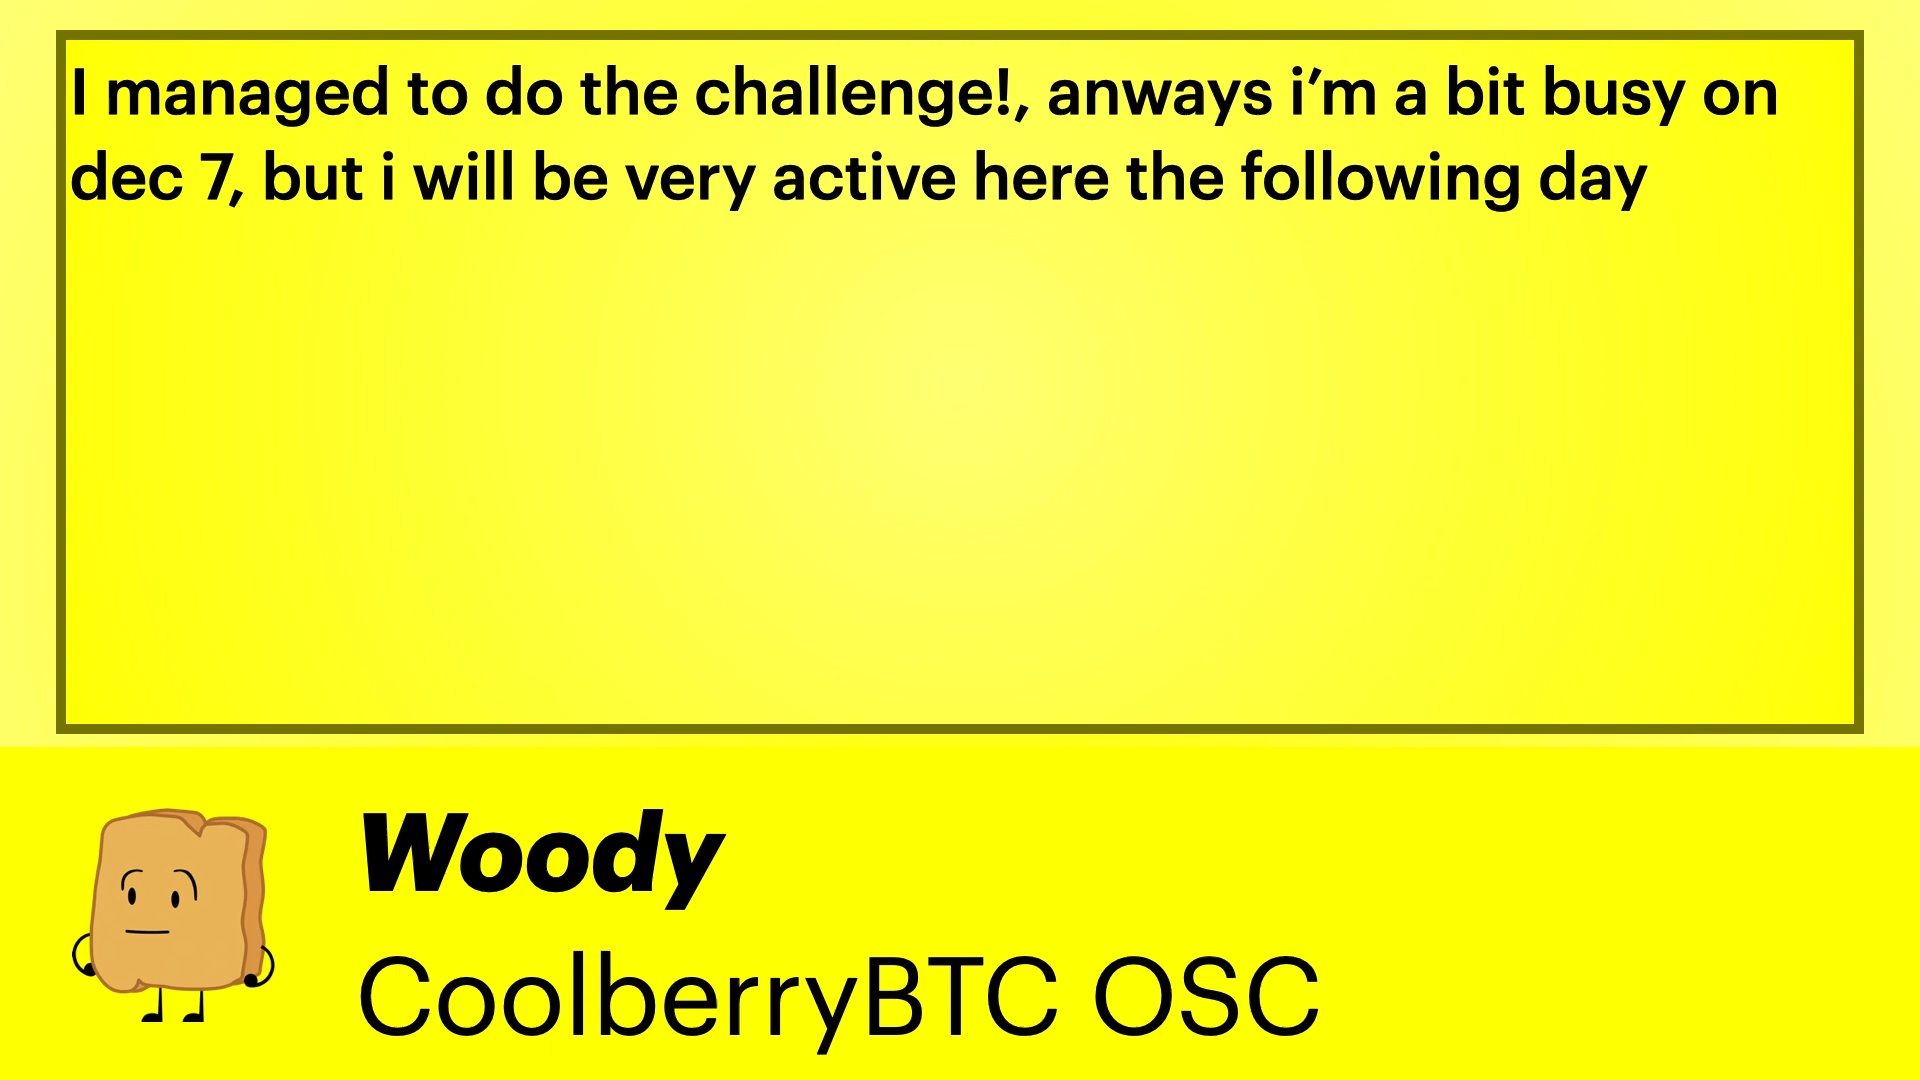 I managed to do the challenge!, anways i’m a bit busy on
dec 7, but i will be very active here the following day
Woody
CoolberryBTC OSC